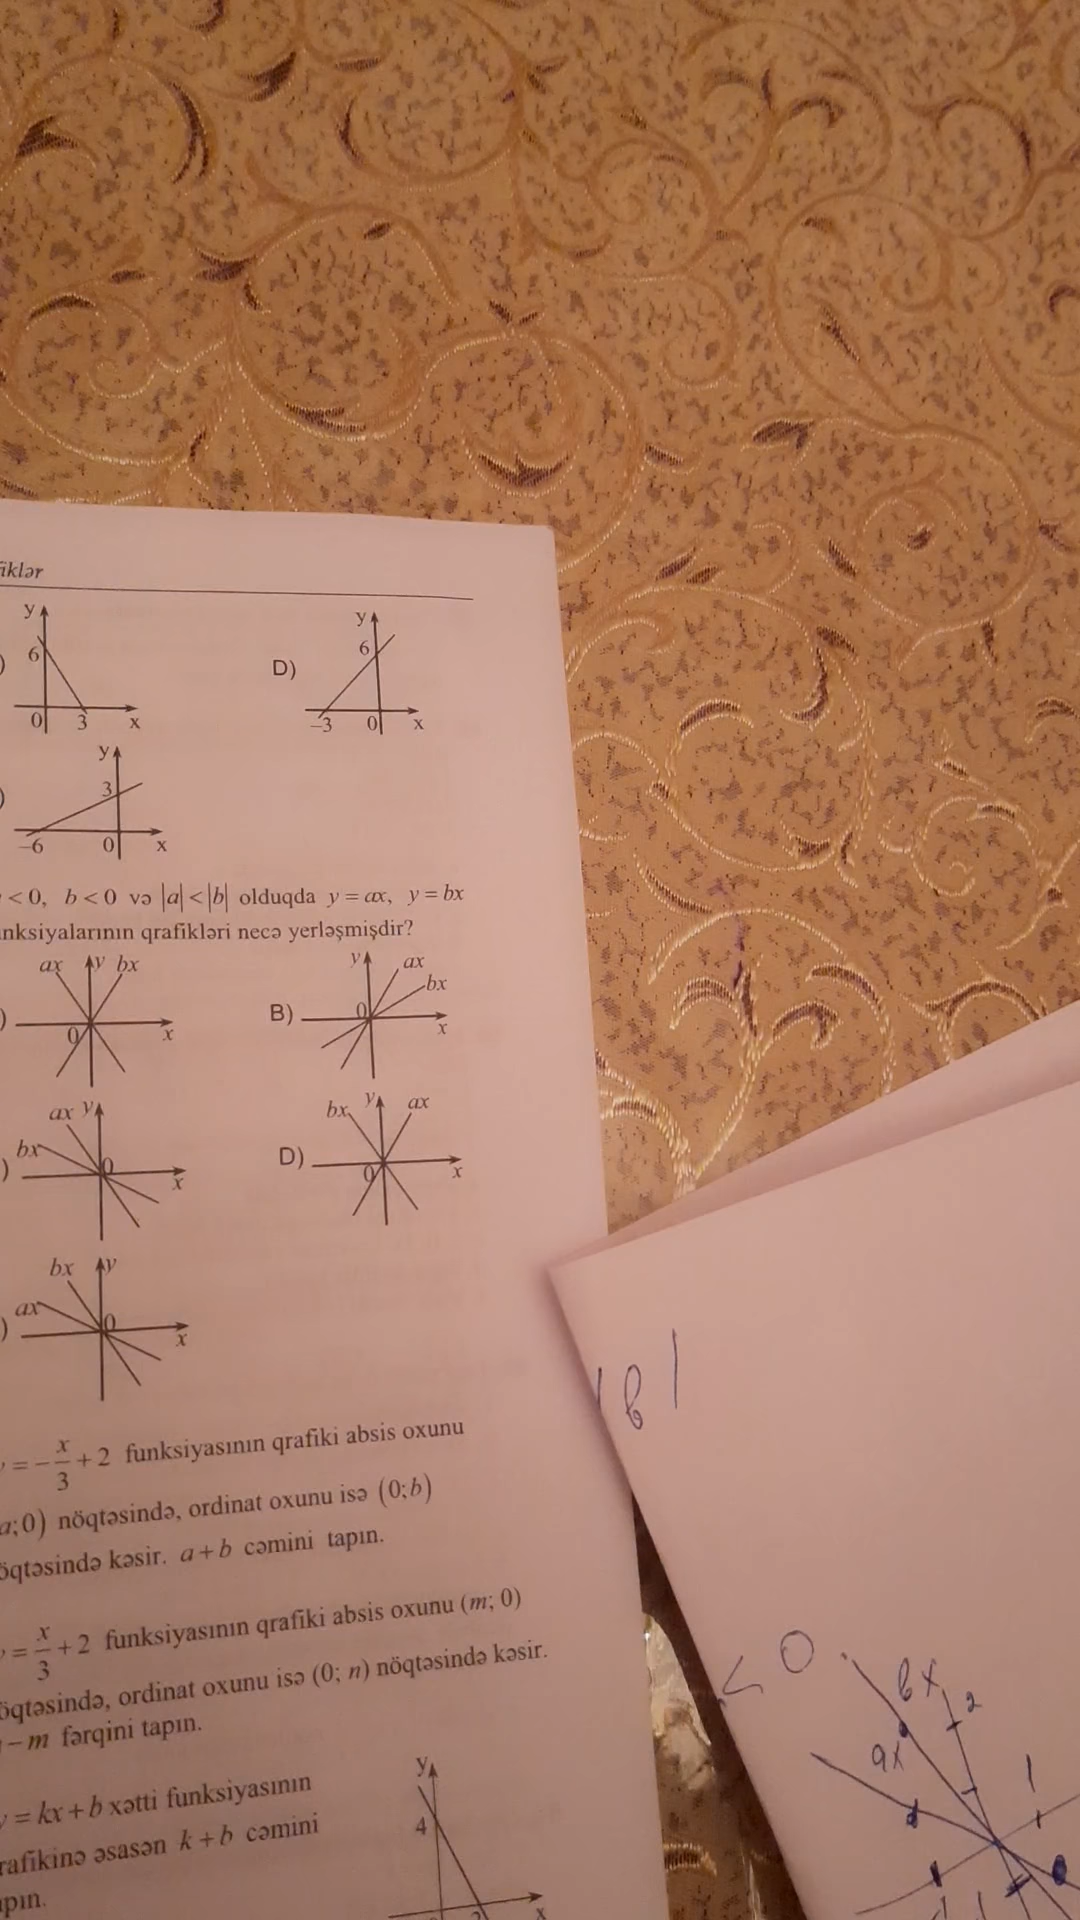 iklər
y
6
0
3
x
D)
y
6
-3
0
x
)
y
3
-6
0
x
<0, b<0 və |a|<|b| olduqda y=ax, y=bx
nksiyalarının qrafikləri necə yerləşmişdir?
)
ax
y
bx
0
x
B)
y
ax
bx
0
x
)
ax
y
bx
0
x
D)
bx
y
ax
0
x
)
bx
y
ax
0
x
= -x/3 + 2 funksiyasının qrafiki absis oxunu
a;0) nöqtəsində, ordinat oxunu isə (0;b)
öqtəsində kəsir. a+b cəmini tapın.
= x/3 + 2 funksiyasının qrafiki absis oxunu (m; 0)
öqtəsində, ordinat oxunu isə (0; n) nöqtəsində kəsir.
-m fərqini tapın.
y = kx + b xətti funksiyasının
rafikinə əsasən k+b cəmini
apın.
y
4
x
|b|
< 0
bx
2
ax
1